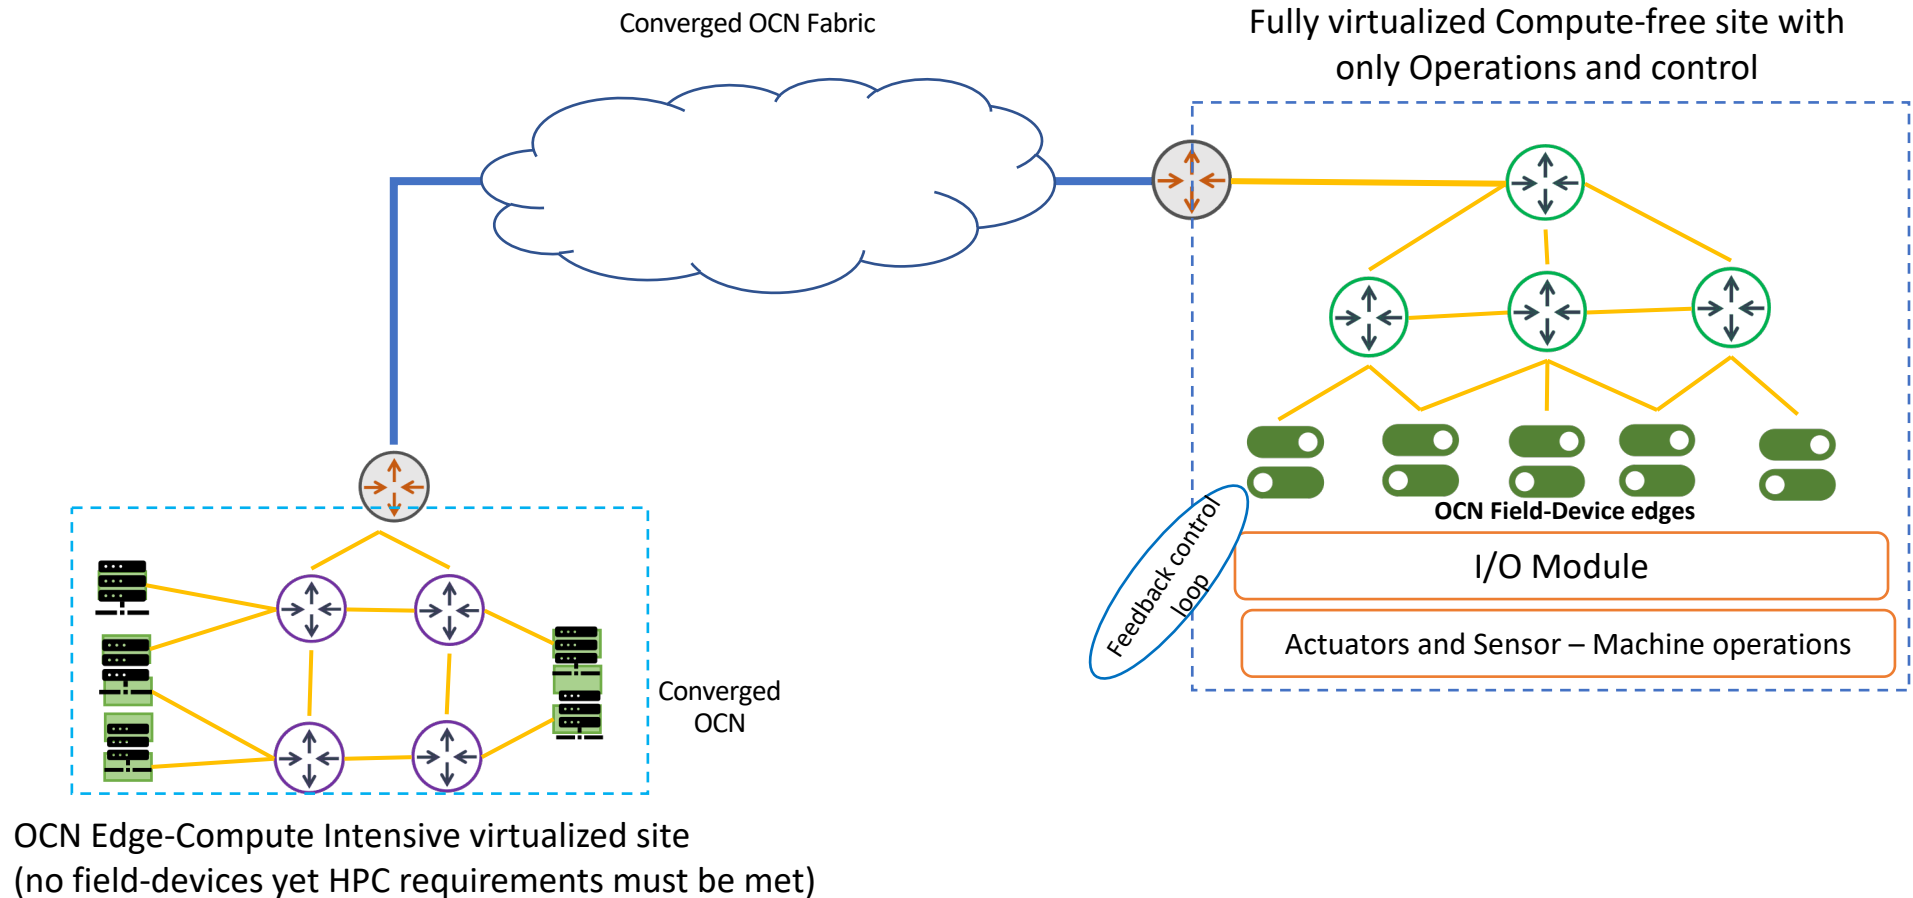 Converged OCN Fabric
Fully virtualized Compute-free site with
only Operations and control
OCN Field-Device edges
Feedback control
loop
I/O Module
Actuators and Sensor – Machine operations
Converged
OCN
OCN Edge-Compute Intensive virtualized site
(no field-devices yet HPC requirements must be met)